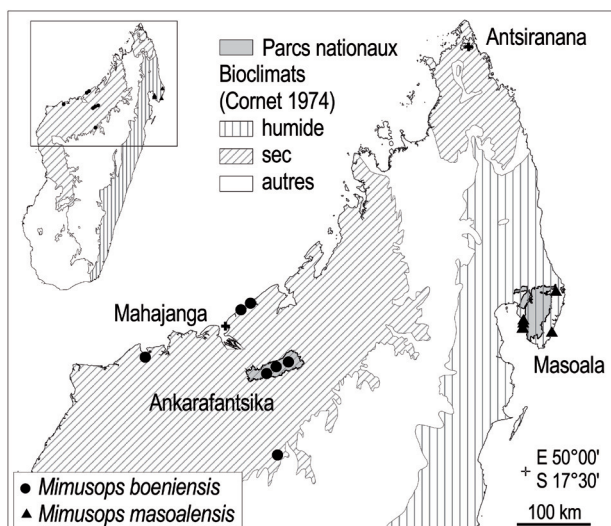 Parcs nationaux
Bioclimats
(Cornet 1974)
humide
sec
autres
Antsiranana
Mahajanga
Ankarafantsika
Masoala
E 50°00'
S 17°30'
100 km
Mimusops boeniensis
Mimusops masoalensis